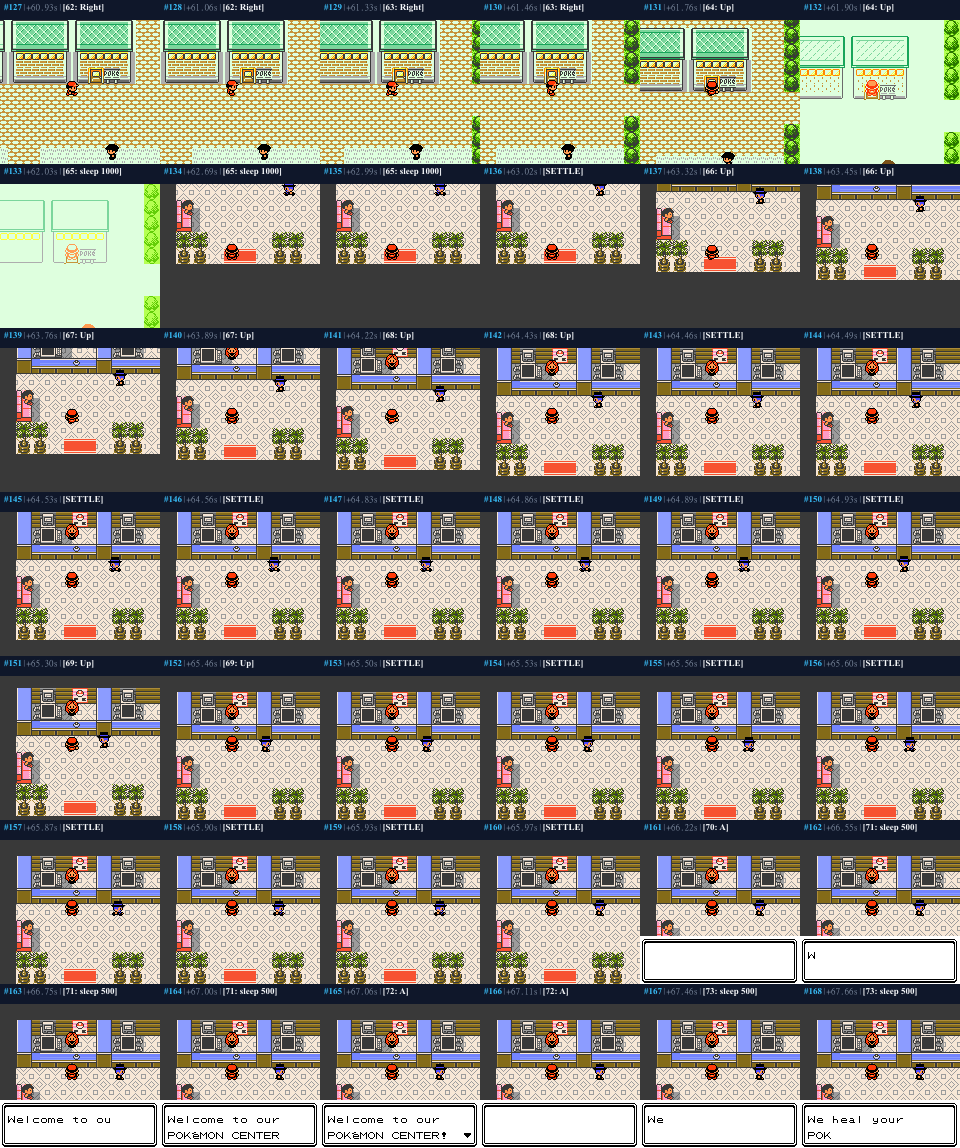 #127|+60.93s|[62: Right]
#128|+61.06s|[62: Right]
#129|+61.33s|[63: Right]
#130|+61.46s|[63: Right]
#131|+61.76s|[64: Up]
#132|+61.90s|[64: Up]
POKé
POKé
POKé
POKé
POKé
#133|+62.03s|[65: sleep 1000]
#134|+62.69s|[65: sleep 1000]
#135|+62.99s|[65: sleep 1000]
#136|+63.02s|[SETTLE]
#137|+63.32s|[66: Up]
#138|+63.45s|[66: Up]
POKé
#139|+63.76s|[67: Up]
#140|+63.89s|[67: Up]
#141|+64.22s|[68: Up]
#142|+64.43s|[68: Up]
#143|+64.46s|[SETTLE]
#144|+64.49s|[SETTLE]
#145|+64.53s|[SETTLE]
#146|+64.56s|[SETTLE]
#147|+64.83s|[SETTLE]
#148|+64.86s|[SETTLE]
#149|+64.89s|[SETTLE]
#150|+64.93s|[SETTLE]
#151|+65.30s|[69: Up]
#152|+65.46s|[69: Up]
#153|+65.50s|[SETTLE]
#154|+65.53s|[SETTLE]
#155|+65.56s|[SETTLE]
#156|+65.60s|[SETTLE]
#157|+65.87s|[SETTLE]
#158|+65.90s|[SETTLE]
#159|+65.93s|[SETTLE]
#160|+65.97s|[SETTLE]
#161|+66.22s|[70: A]
#162|+66.55s|[71: sleep 500]
W
#163|+66.75s|[71: sleep 500]
#164|+67.00s|[71: sleep 500]
#165|+67.06s|[72: A]
#166|+67.11s|[72: A]
#167|+67.46s|[73: sleep 500]
#168|+67.66s|[73: sleep 500]
Welcome to ou
Welcome to our
POKéMON CENTER
Welcome to our
POKéMON CENTER!
We
We heal your
POK